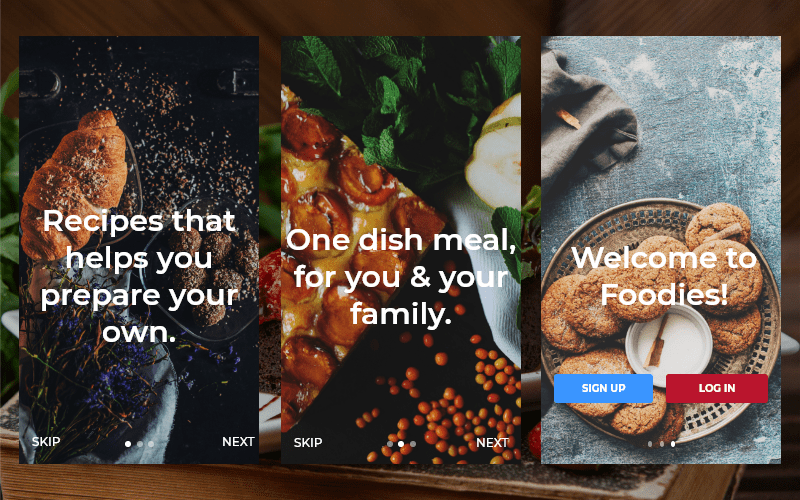 Recipes that
helps you
prepare your
own.
SKIP
NEXT
One dish meal,
for you & your
family.
SKIP
NEXT
Welcome to
Foodies!
SIGN UP
LOG IN